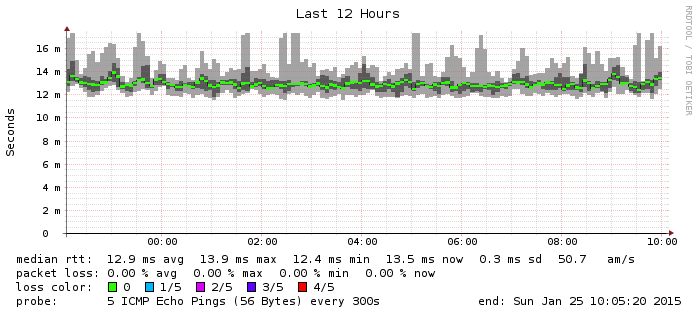 Last 12 Hours
RRDTOOL / TOBI OETIKER
Seconds
16 m
14 m
12 m
10 m
8 m
6 m
4 m
2 m
0
00:00 02:00 04:00 06:00 08:00 10:00
median rtt: 12.9 ms avg 13.9 ms max 12.4 ms min 13.5 ms now 0.3 ms sd 50.7 am/s
packet loss: 0.00 % avg 0.00 % max 0.00 % min 0.00 % now
loss color: 0 1/5 2/5 3/5 4/5
probe: 5 ICMP Echo Pings (56 Bytes) every 300s end: Sun Jan 25 10:05:20 2015